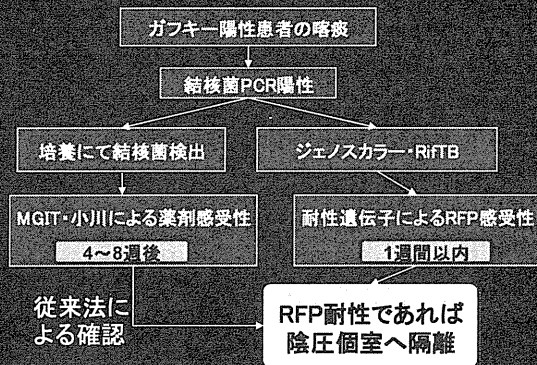 ガフキー陽性患者の喀痰
結核菌PCR陽性
培養にて結核菌検出
ジェノスカラー・RifTB
MGIT・小川による薬剤感受性
4～8週後
耐性遺伝子によるRFP感受性
1週間以内
従来法に
よる確認
RFP耐性であれば
陰圧個室へ隔離